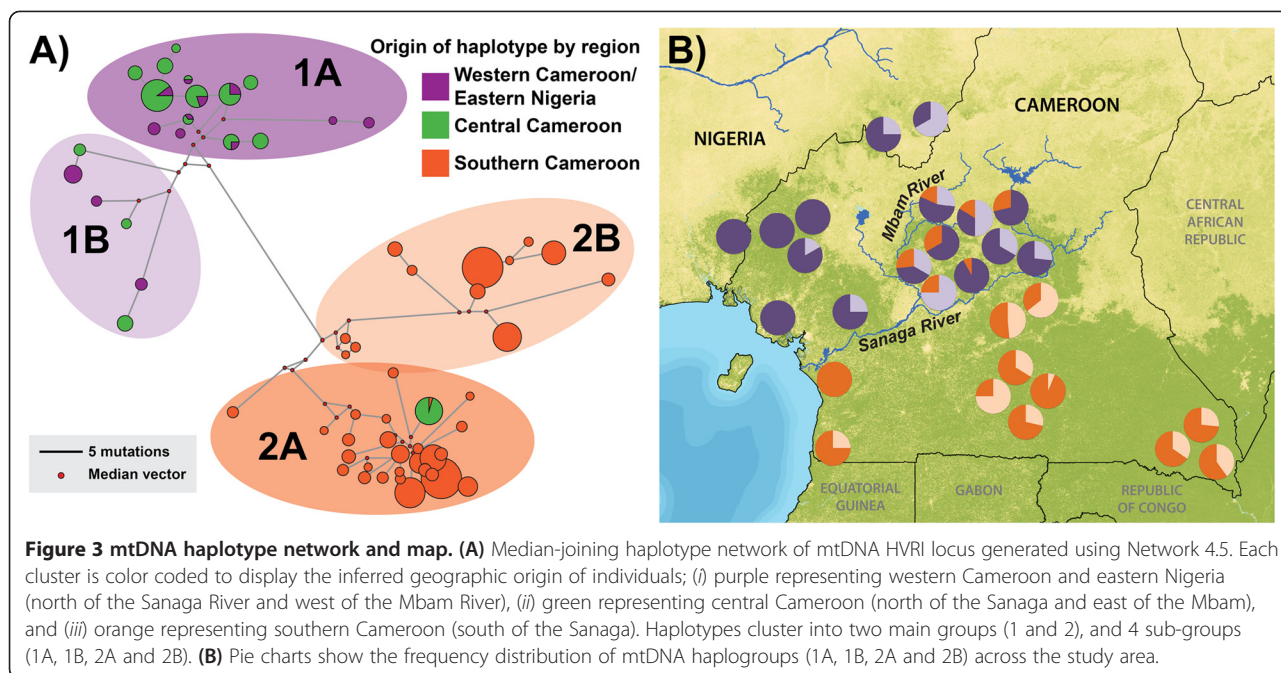 A)
Origin of haplotype by region
1A
Western Cameroon/
Eastern Nigeria
Central Cameroon
Southern Cameroon
1B
2B
2A
5 mutations
Median vector
B)
CAMEROON
NIGERIA
Mbam River
CENTRAL
AFRICAN
REPUBLIC
Sanaga River
EQUATORIAL
GUINEA
GABON
REPUBLIC
OF CONGO
Figure 3 mtDNA haplotype network and map. (A) Median-joining haplotype network of mtDNA HVRI locus generated using Network 4.5. Each
cluster is color coded to display the inferred geographic origin of individuals; (i) purple representing western Cameroon and eastern Nigeria
(north of the Sanaga River and west of the Mbam River), (ii) green representing central Cameroon (north of the Sanaga and east of the Mbam),
and (iii) orange representing southern Cameroon (south of the Sanaga). Haplotypes cluster into two main groups (1 and 2), and 4 sub-groups
(1A, 1B, 2A and 2B). (B) Pie charts show the frequency distribution of mtDNA haplogroups (1A, 1B, 2A and 2B) across the study area.